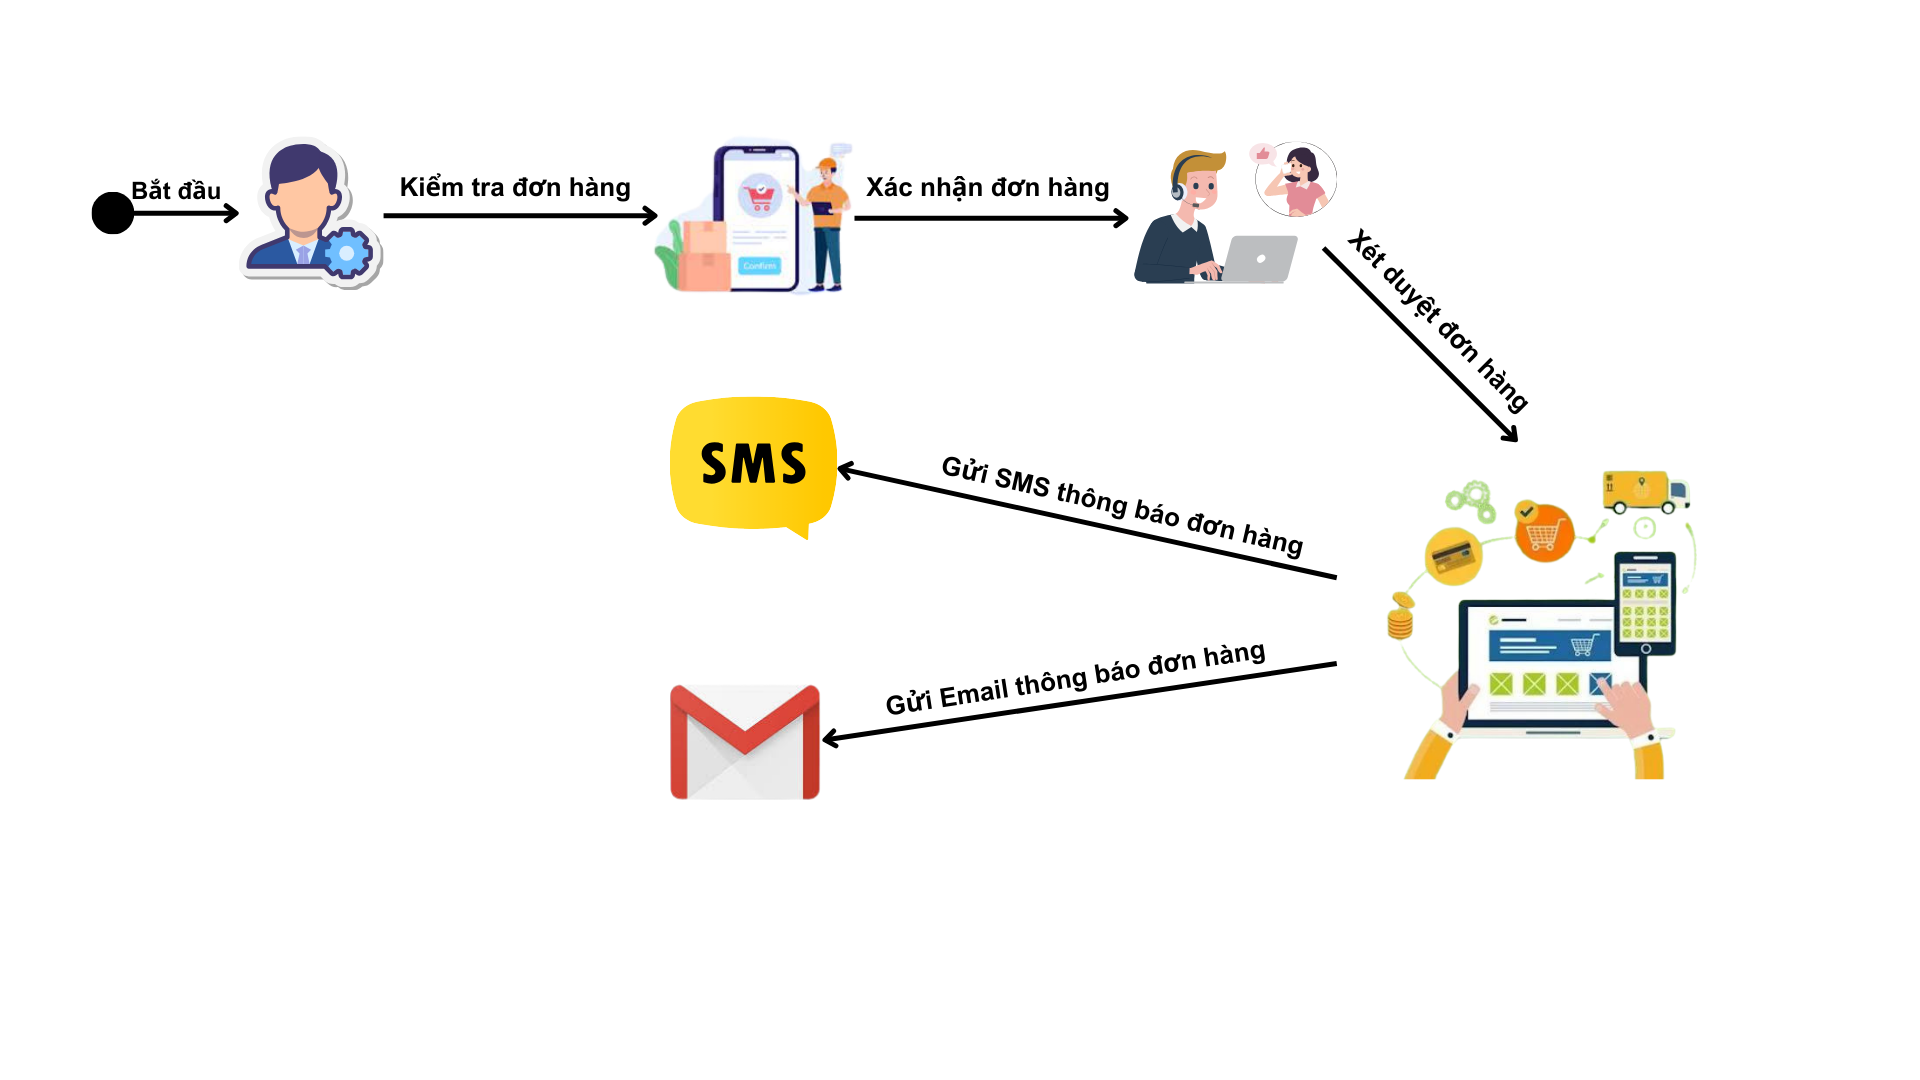 Bắt đầu
Kiểm tra đơn hàng
Confirm
Xác nhận đơn hàng
Xét duyệt đơn hàng
SMS
Gửi SMS thông báo đơn hàng
Gửi Email thông báo đơn hàng